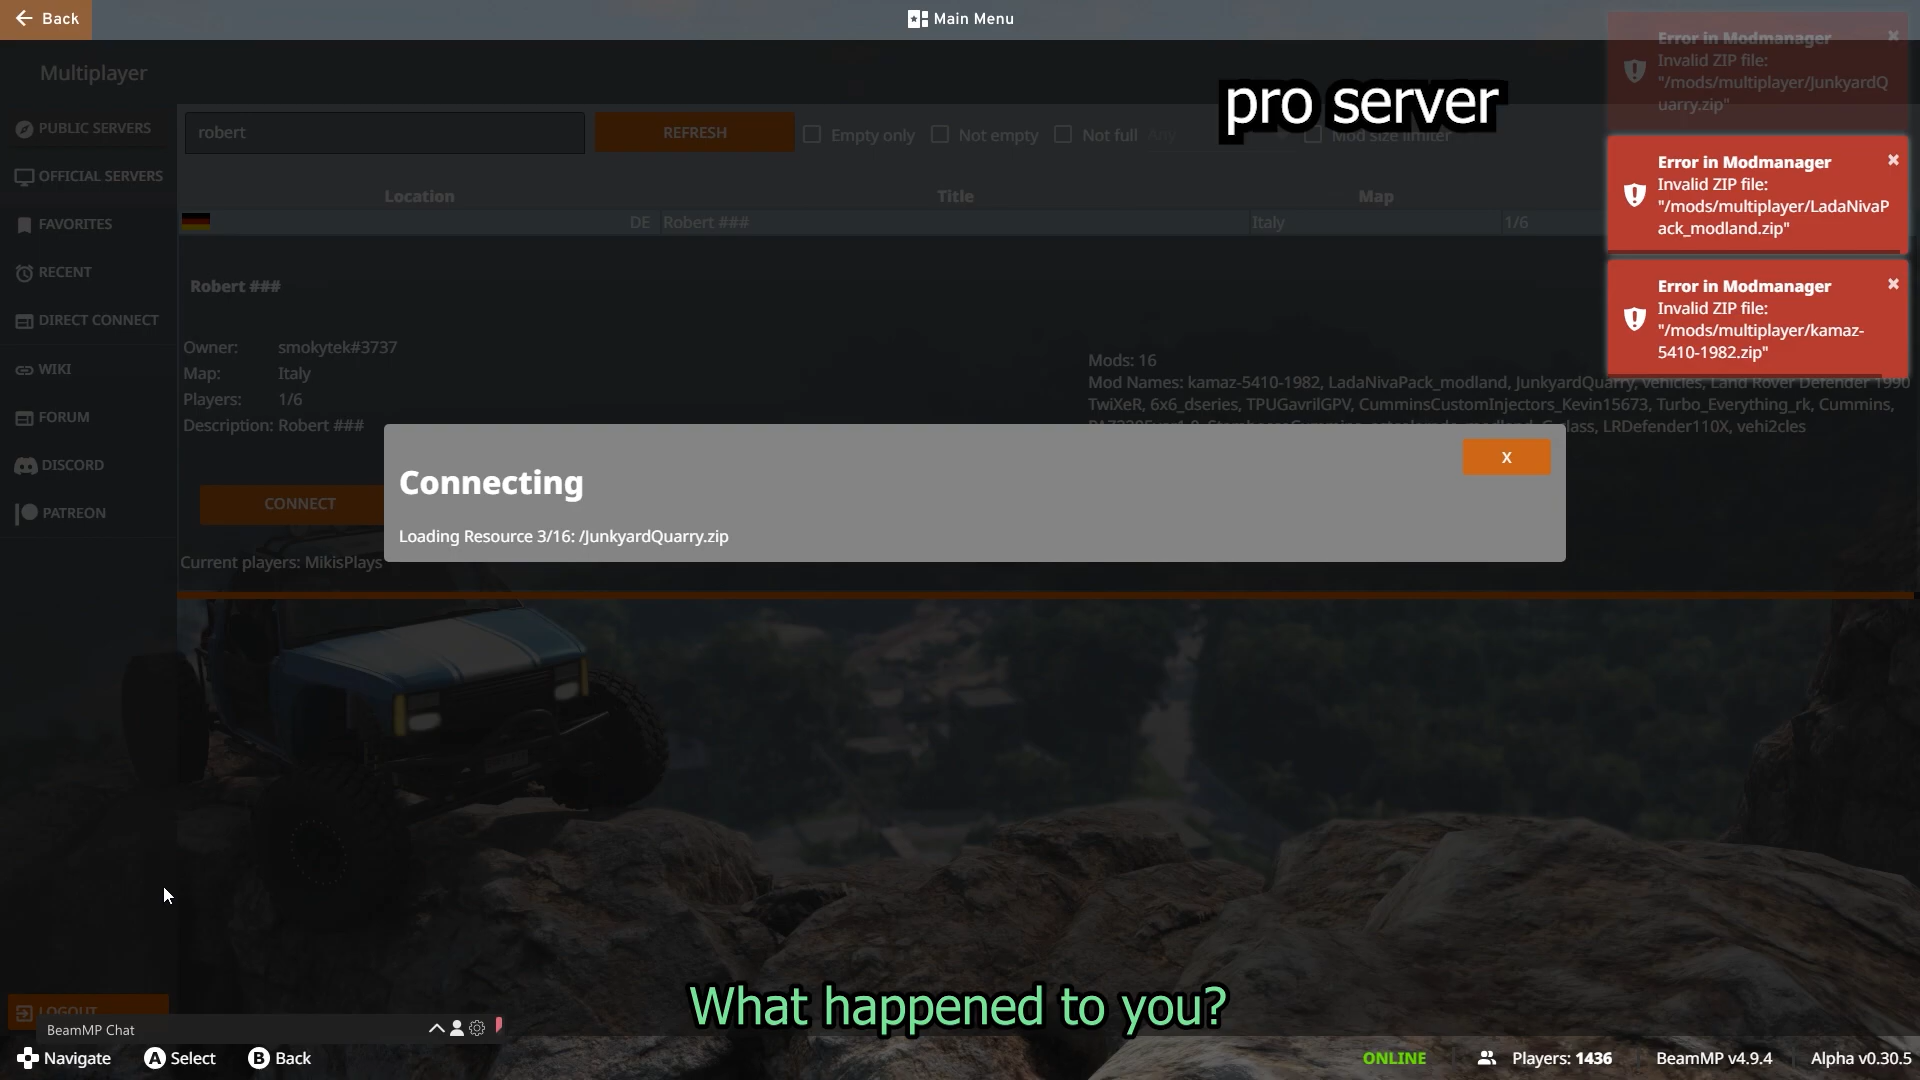 Back
Main Menu
Multiplayer
pro server
Error in Modmanager
Invalid ZIP file:
"/mods/multiplayer/JunkyardQ
uarry.zip"
PUBLIC SERVERS
robert
REFRESH
Empty only
Not empty
Not full
Any
Mod size limiter
Error in Modmanager
Invalid ZIP file:
"/mods/multiplayer/LadaNivaP
ack_modland.zip"
OFFICIAL SERVERS
Location
Title
Map
FAVORITES
DE
Robert ###
Italy
1/6
RECENT
Robert ###
Error in Modmanager
Invalid ZIP file:
"/mods/multiplayer/kamaz-
5410-1982.zip"
DIRECT CONNECT
Owner: smokytek#3737
Map: Italy
Players: 1/6
Description: Robert ###
Mods: 16
Mod Names: kamaz-5410-1982, LadaNivaPack_modland, JunkyardQuarry, vehicles, Land Rover Defender 1990
TwiXeR, 6x6_dseries, TPUGavrilGPV, CumminsCustomInjectors_Kevin15673, Turbo_Everything_rk, Cummins,
class, LRDefender110X, vehi2cles
WIKI
FORUM
DISCORD
PATREON
X
Connecting
Loading Resource 3/16: /JunkyardQuarry.zip
CONNECT
Current players: MikisPlays
LOGOUT
BeamMP Chat
What happened to you?
Navigate
A Select
B Back
ONLINE
Players: 1436
BeamMP v4.9.4
Alpha v0.30.5